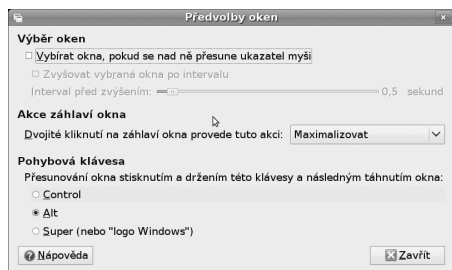 Předvolby oken
Výběr oken
Vybírat okna, pokud se nad ně přesune ukazatel myši
Zvyšovat vybraná okna po intervalu
Interval před zvýšením: 0,5 sekund
Akce záhlaví okna
Dvojité kliknutí na záhlaví okna provede tuto akci: Maximalizovat
Pohybová klávesa
Přesunování okna stisknutím a držením této klávesy a následným táhnutím okna:
Control
Alt
Super (nebo "logo Windows")
Nápověda Zavřít